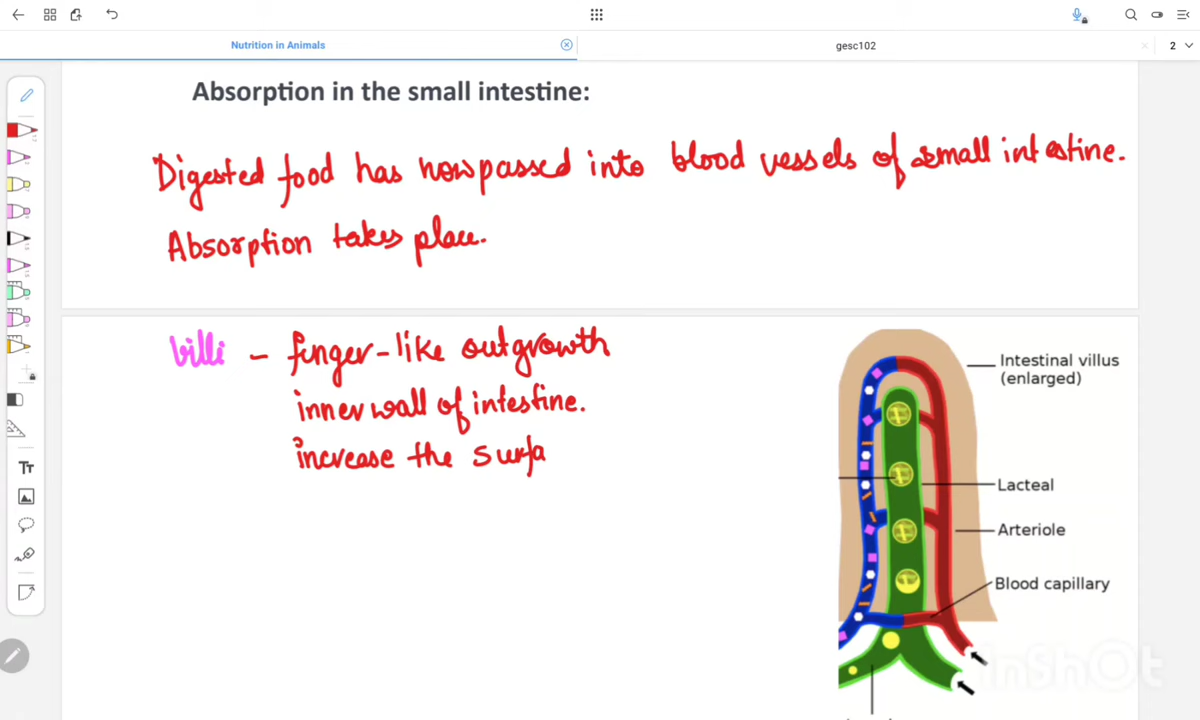 Nutrition in Animals
gesc102
2
Absorption in the small intestine:
Digested food has now passed into blood vessels of small intestine.
Absorption takes place.
villi - finger-like outgrowth
inner wall of intestine.
increase the surfa
Intestinal villus
(enlarged)
Lacteal
Arteriole
Blood capillary
InShOt
Tт